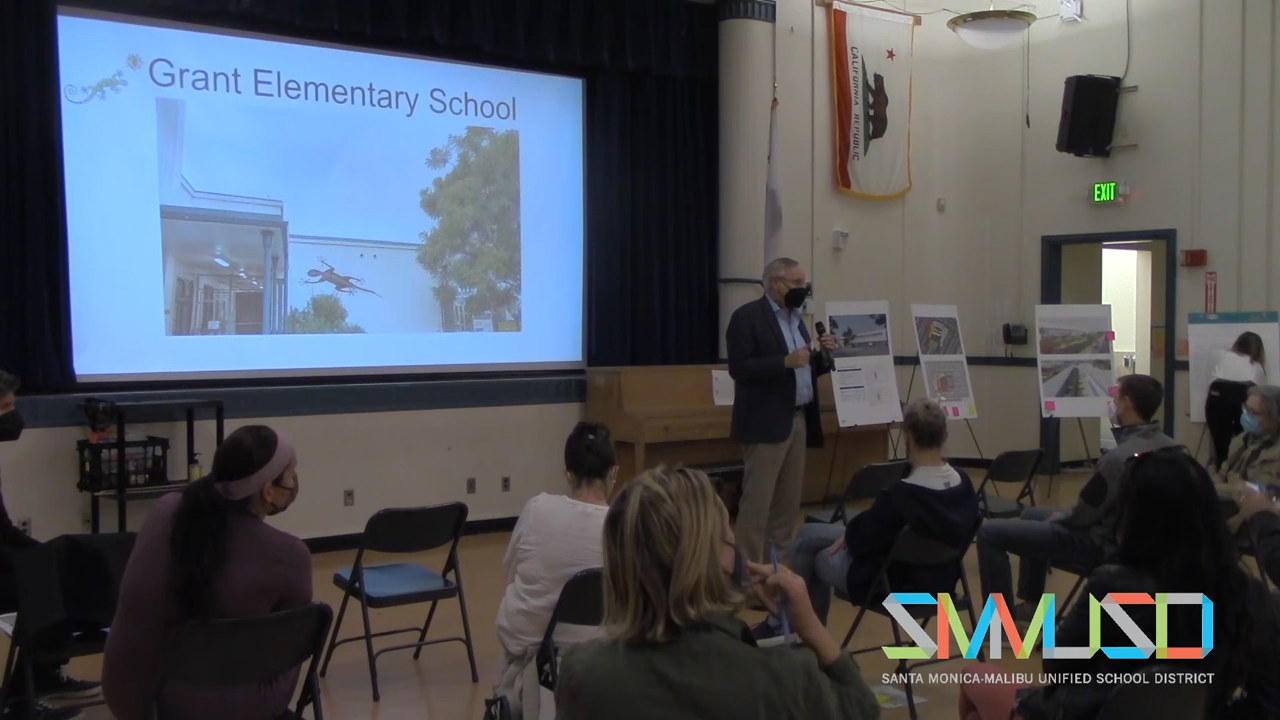 Grant Elementary School
CALIFORNIA REPUBLIC
EXIT
SMMUSD
SANTA MONICA-MALIBU UNIFIED SCHOOL DISTRICT